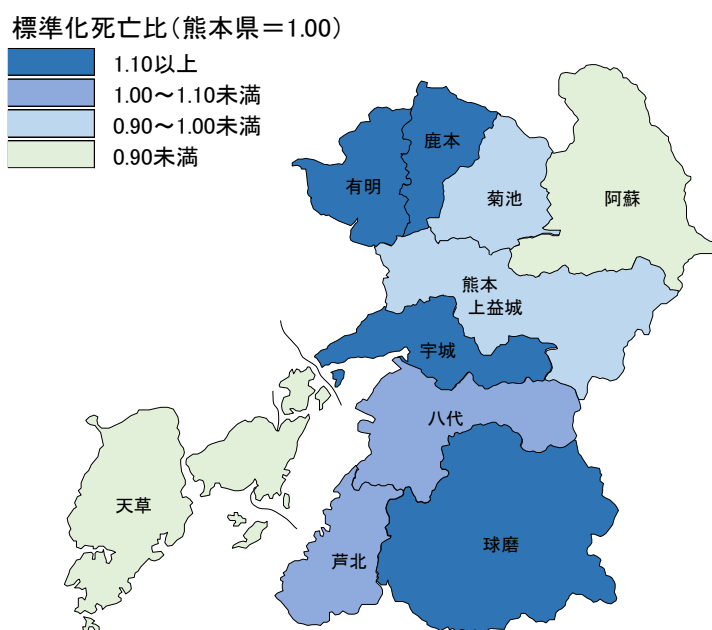 標準化死亡比(熊本県＝1.00)
1.10以上
1.00～1.10未満
0.90～1.00未満
0.90未満
鹿本
有明
菊池
阿蘇
熊本
上益城
宇城
八代
天草
球磨
芦北